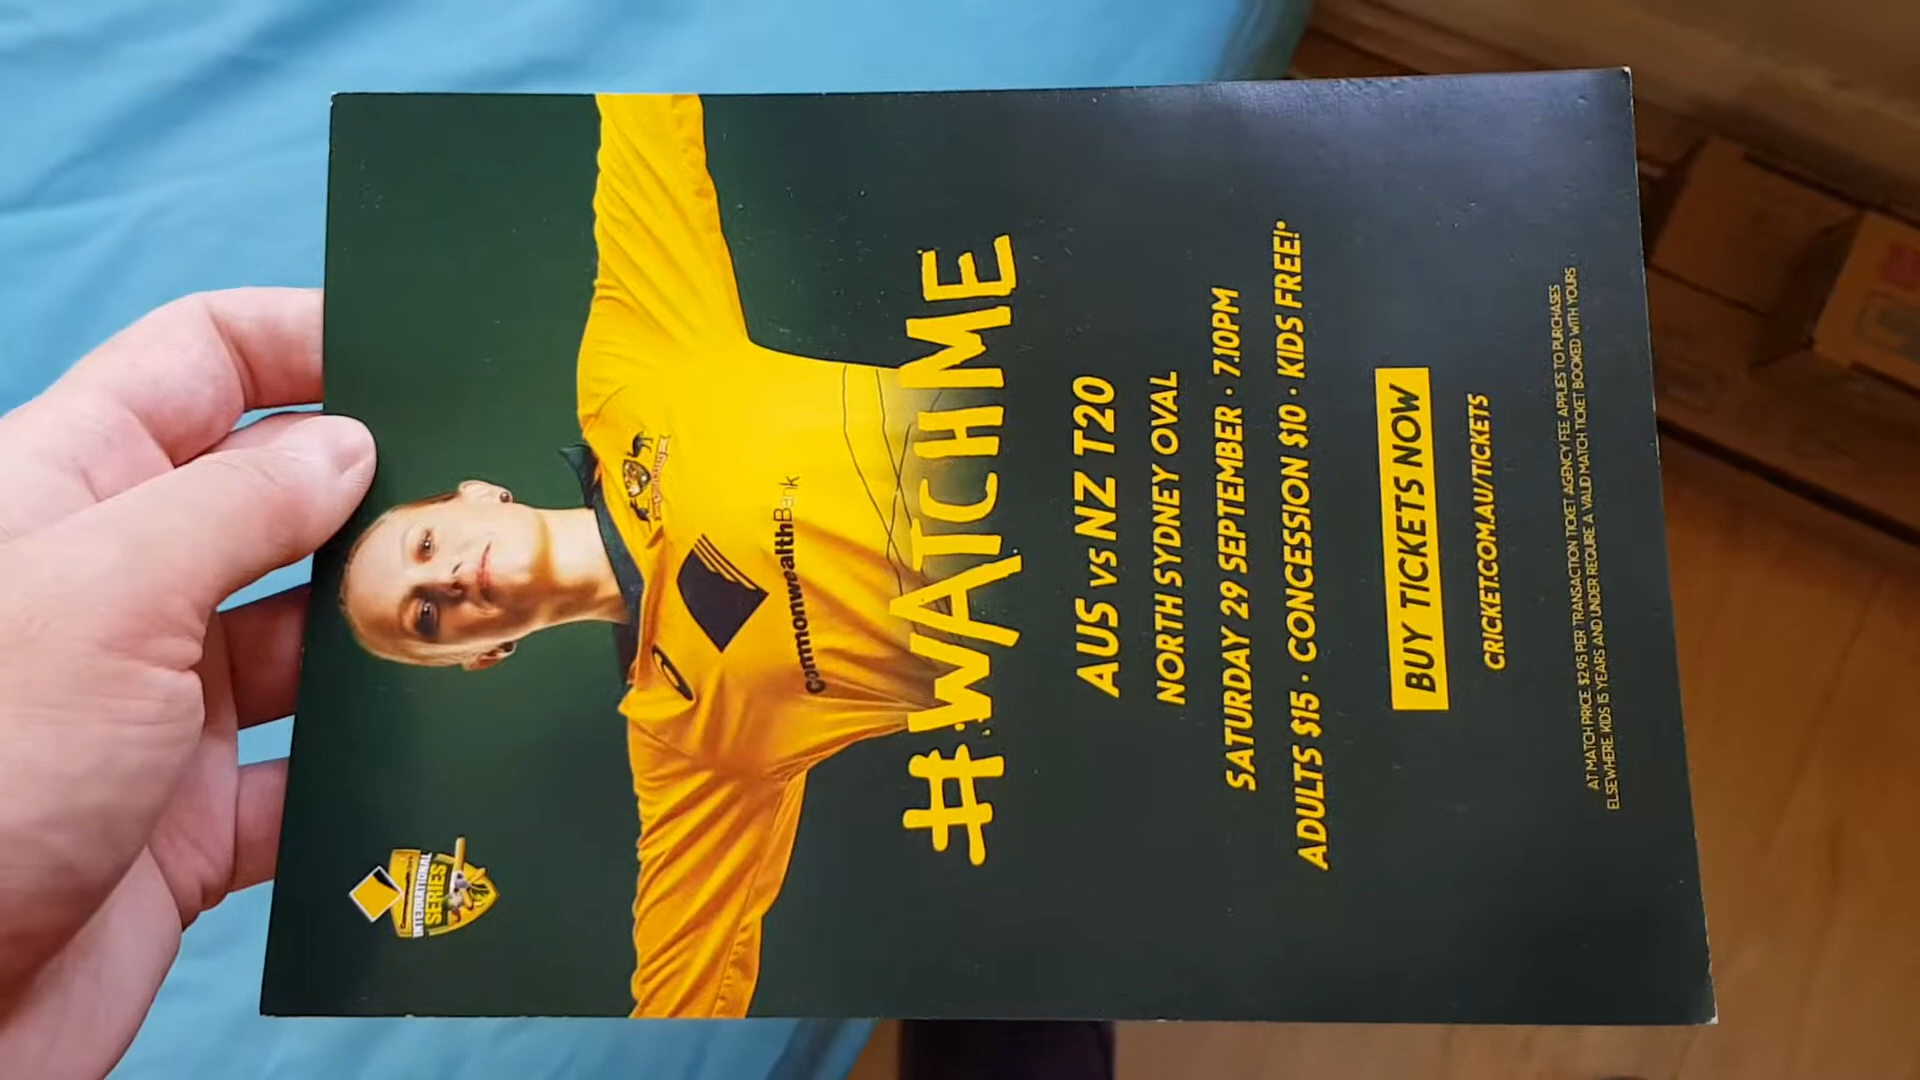 INTERNATIONAL
SERIES
CommonwealthBank
#WATCHME
AUS VS NZ T20
NORTH SYDNEY OVAL
SATURDAY 29 SEPTEMBER · 7.10PM
ADULTS $15 · CONCESSION $10 · KIDS FREE!*
BUY TICKETS NOW
CRICKET.COM.AU/TICKETS
AT MATCH PRICE. $2.95 PER TRANSACTION TICKET AGENCY FEE APPLIES TO PURCHASES
ELSEWHERE. KIDS 15 YEARS AND UNDER REQUIRE A VALID MATCH TICKET BOOKED WITH YOURS